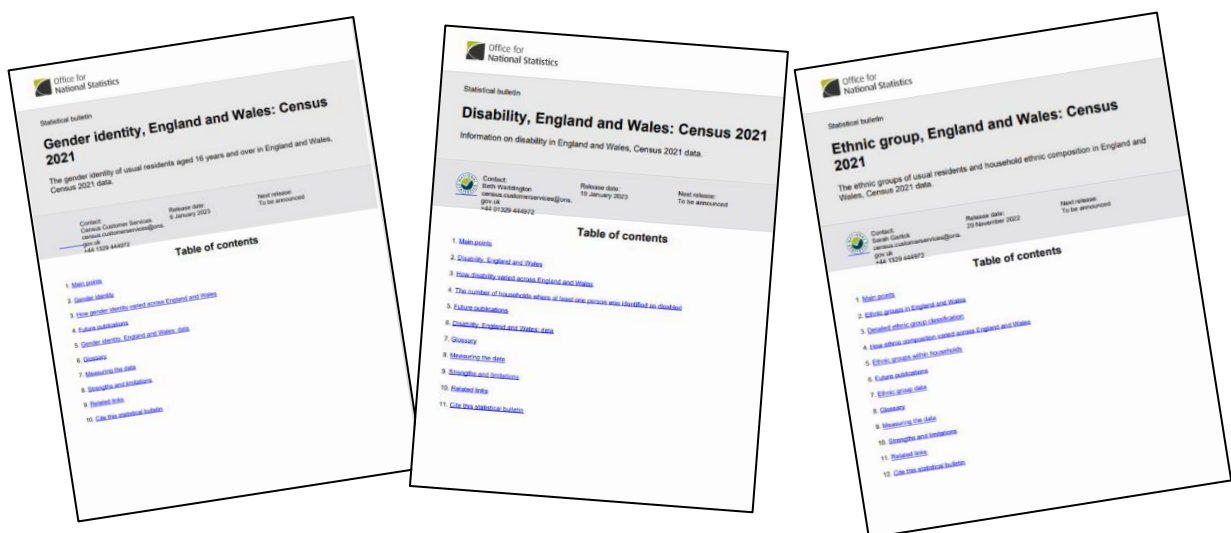 Office for
National Statistics
Statistical bulletin
Gender identity, England and Wales: Census
2021
The gender identity of usual residents aged 16 years and over in England and Wales,
Census 2021 data.
Contact:
Census Customer Services
census.customerservices@ons.
gov.uk
+44 1329 444972
Release date:
6 January 2023
Next release:
To be announced
Table of contents
1. Main points
2. Gender identity
3. How gender identity varied across England and Wales
4. Future publications
5. Gender identity, England and Wales: data
6. Glossary
7. Measuring the data
8. Strengths and limitations
9. Related links
10. Cite this statistical bulletin
Office for
National Statistics
Statistical bulletin
Disability, England and Wales: Census 2021
Information on disability in England and Wales, Census 2021 data.
Contact:
Beth Waddington
census.customerservices@ons.
gov.uk
+44 01329 444972
Release date:
19 January 2023
Next release:
To be announced
Table of contents
1. Main points
2. Disability, England and Wales
3. How disability varied across England and Wales
4. The number of households where at least one person was identified as disabled
5. Future publications
6. Disability, England and Wales: data
7. Glossary
8. Measuring the data
9. Strengths and limitations
10. Related links
11. Cite this statistical bulletin
Office for
National Statistics
Statistical bulletin
Ethnic group, England and Wales: Census
2021
The ethnic groups of usual residents and household ethnic composition in England and
Wales, Census 2021 data.
Contact:
Sarah Garlick
census.customerservices@ons.
gov.uk
+44 1329 444972
Release date:
29 November 2022
Next release:
To be announced
Table of contents
1. Main points
2. Ethnic groups in England and Wales
3. Detailed ethnic group classification
4. How ethnic composition varied across England and Wales
5. Ethnic groups within households
6. Future publications
7. Ethnic group data
8. Glossary
9. Measuring the data
10. Strengths and limitations
11. Related links
12. Cite this statistical bulletin